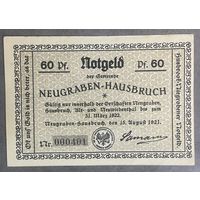 60 Pf. Notgeld Pf. 60
der Gemeinde
NEUGRABEN-HAUSBRUCH
Gültig nur innerhalb der Ortschaften Neugraben,
Hausbruch, Alt- und Neuwiedenthal bis zum
31. März 1922.
Neugraben-Hausbruch, den 15. August 1921.
Nr. 000491